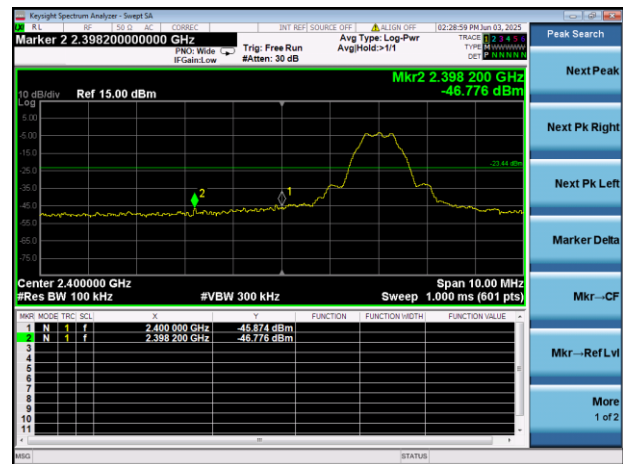 Keysight Spectrum Analyzer - Swept SA
RL RF 50 Ω AC CORREC INT REF SOURCE OFF ALIGN OFF 02:28:59 PM Jun 03, 2025
Marker 2 2.398200000000 GHz
PNO: Wide
IFGain:Low
Trig: Free Run
#Atten: 30 dB
Avg Type: Log-Pwr
Avg|Hold:>1/1
TRACE 1 2 3 4 5 6
TYPE M W W W W W
DET P N N N N N
Peak Search
Next Peak
Next Pk Right
Next Pk Left
Marker Delta
Mkr→CF
Mkr→Ref Lvl
More
1 of 2
Mkr2 2.398 200 GHz
-46.776 dBm
10 dB/div Ref 15.00 dBm
Log
5.00
-5.00
-15.0
-25.0
-35.0
-45.0
-55.0
-65.0
-75.0
-23.44 dBm
2
1
Center 2.400000 GHz Span 10.00 MHz
#Res BW 100 kHz #VBW 300 kHz Sweep 1.000 ms (601 pts)
MKR MODE TRC SCL X Y FUNCTION FUNCTION WIDTH FUNCTION VALUE
1 N 1 f 2.400 000 GHz -45.874 dBm
2 N 1 f 2.398 200 GHz -46.776 dBm
3
4
5
6
7
8
9
10
11
MSG STATUS